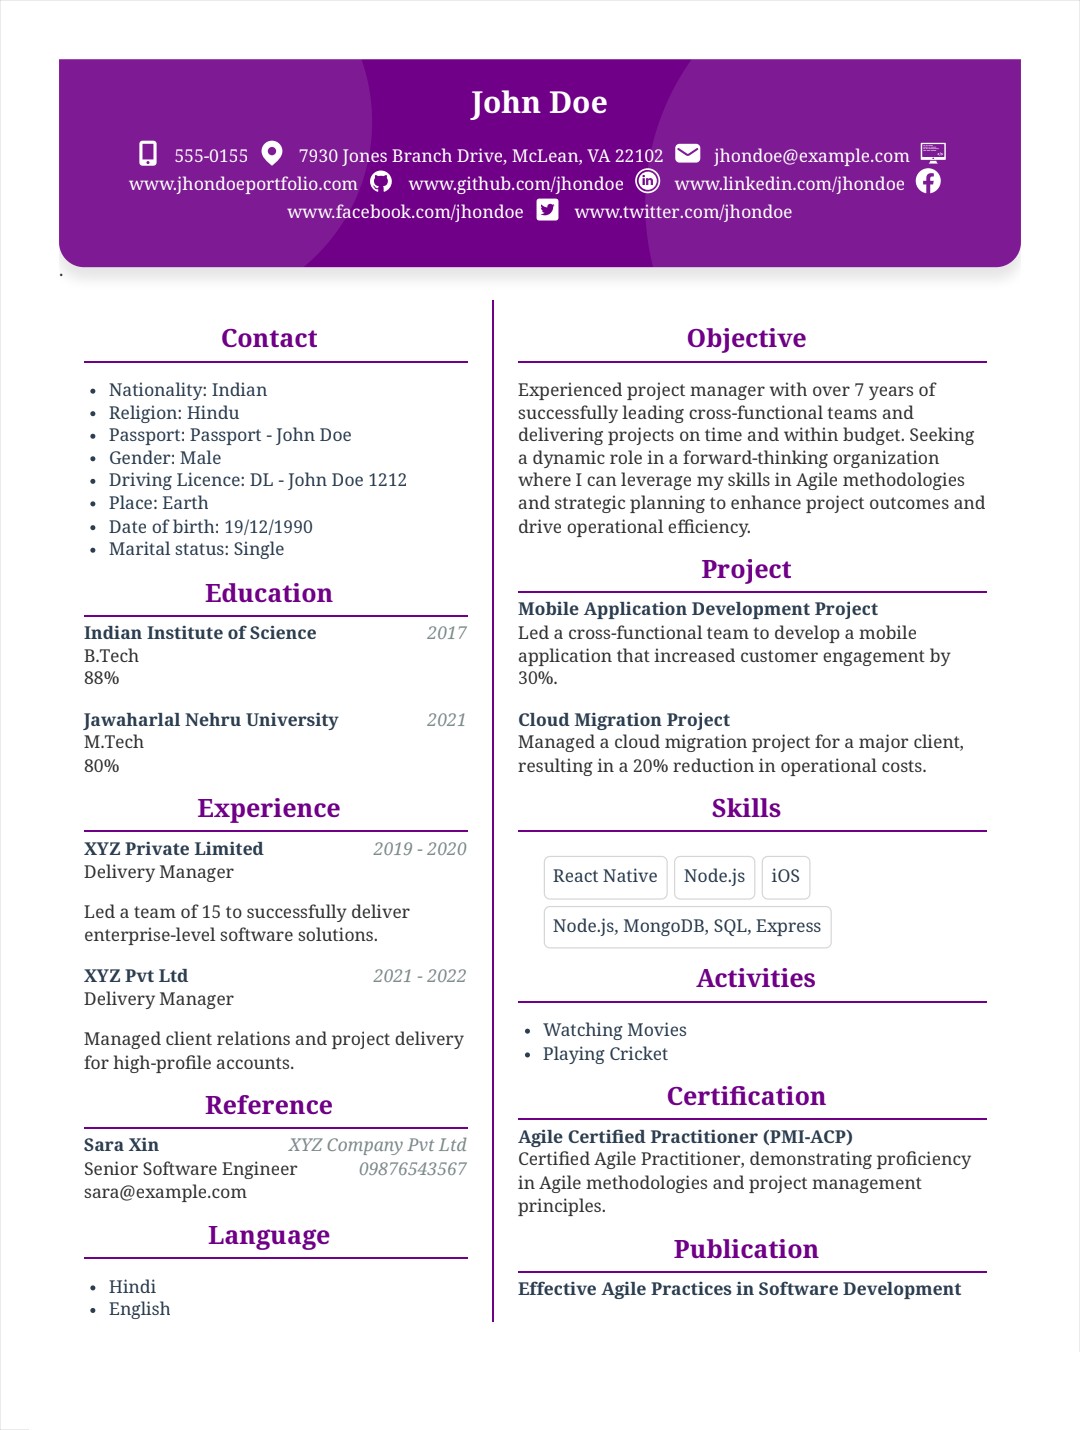 John Doe
555-0155 7930 Jones Branch Drive, McLean, VA 22102 jhondoe@example.com
www.jhondoeportfolio.com www.github.com/jhondoe www.linkedin.com/jhondoe
www.facebook.com/jhondoe www.twitter.com/jhondoe
.
Contact
Nationality: Indian
Religion: Hindu
Passport: Passport - John Doe
Gender: Male
Driving Licence: DL - John Doe 1212
Place: Earth
Date of birth: 19/12/1990
Marital status: Single
Education
Indian Institute of Science 2017
B.Tech
88%
Jawaharlal Nehru University 2021
M.Tech
80%
Experience
XYZ Private Limited 2019 - 2020
Delivery Manager
Led a team of 15 to successfully deliver
enterprise-level software solutions.
XYZ Pvt Ltd 2021 - 2022
Delivery Manager
Managed client relations and project delivery
for high-profile accounts.
Reference
Sara Xin XYZ Company Pvt Ltd
Senior Software Engineer 09876543567
sara@example.com
Language
Hindi
English
Objective
Experienced project manager with over 7 years of
successfully leading cross-functional teams and
delivering projects on time and within budget. Seeking
a dynamic role in a forward-thinking organization
where I can leverage my skills in Agile methodologies
and strategic planning to enhance project outcomes and
drive operational efficiency.
Project
Mobile Application Development Project
Led a cross-functional team to develop a mobile
application that increased customer engagement by
30%.
Cloud Migration Project
Managed a cloud migration project for a major client,
resulting in a 20% reduction in operational costs.
Skills
React Native Node.js iOS
Node.js, MongoDB, SQL, Express
Activities
Watching Movies
Playing Cricket
Certification
Agile Certified Practitioner (PMI-ACP)
Certified Agile Practitioner, demonstrating proficiency
in Agile methodologies and project management
principles.
Publication
Effective Agile Practices in Software Development